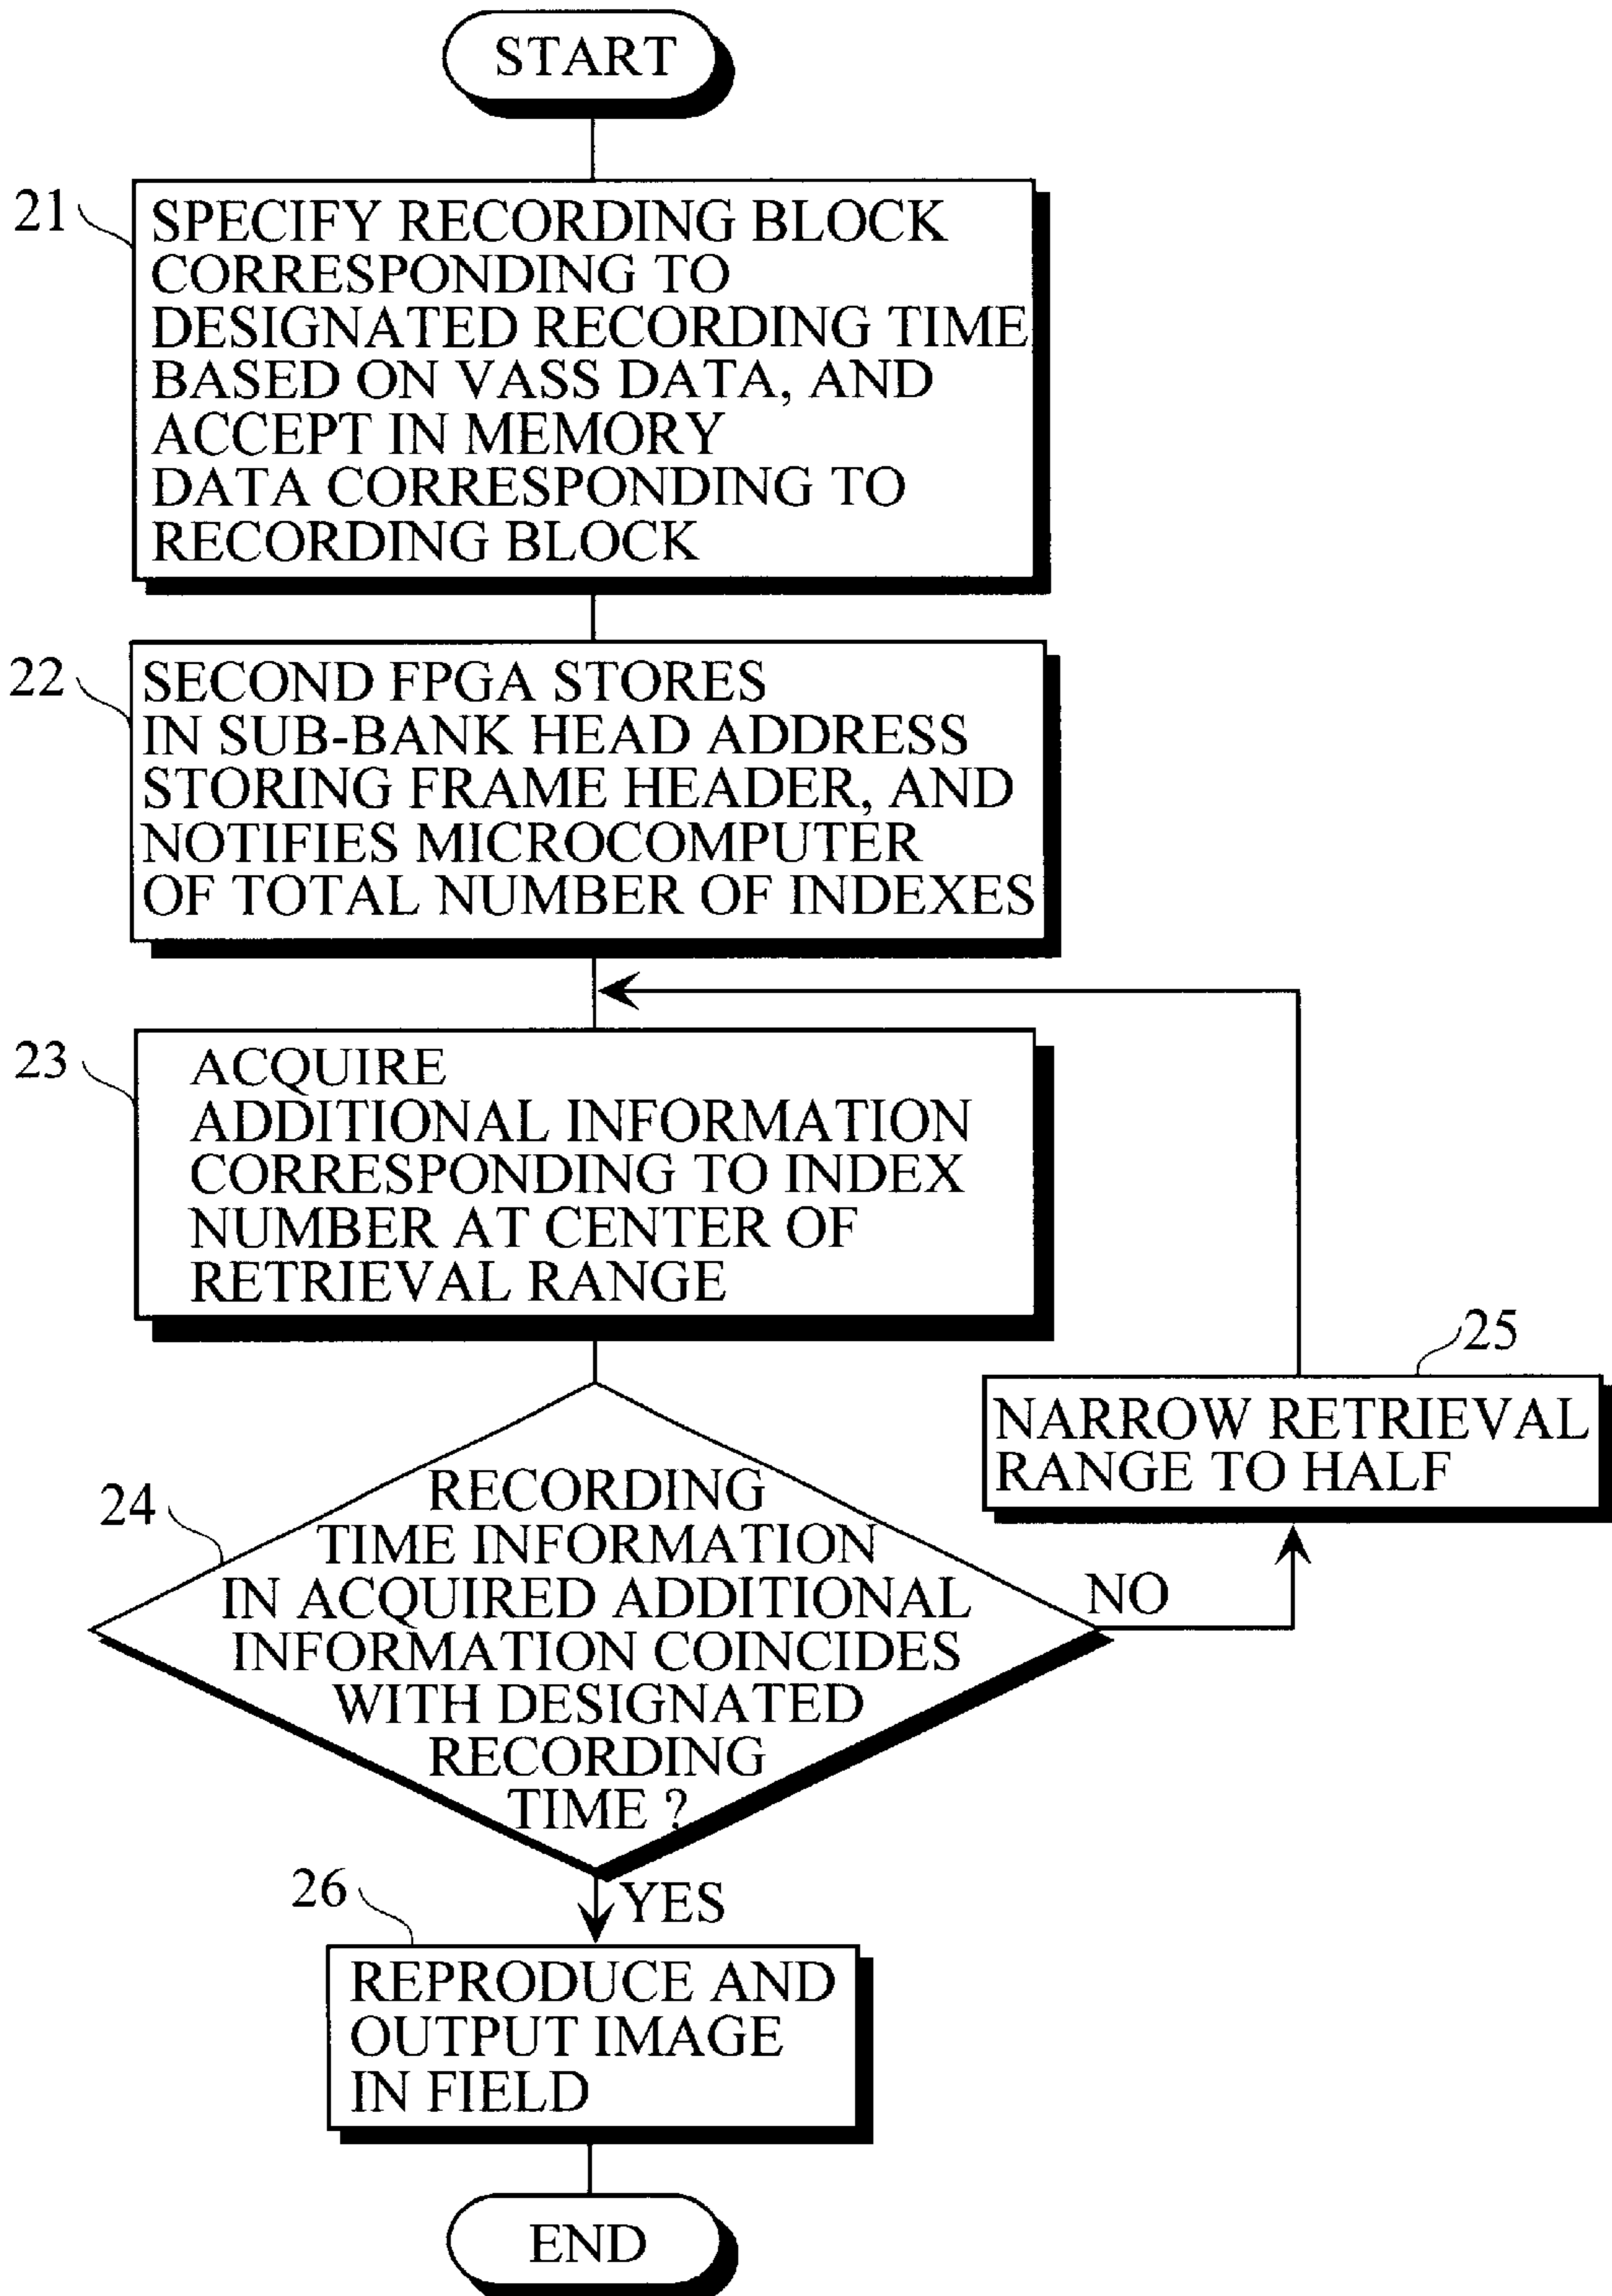 START
21
SPECIFY RECORDING BLOCK
CORRESPONDING TO
DESIGNATED RECORDING TIME
BASED ON VASS DATA, AND
ACCEPT IN MEMORY
DATA CORRESPONDING TO
RECORDING BLOCK
22
SECOND FPGA STORES
IN SUB-BANK HEAD ADDRESS
STORING FRAME HEADER, AND
NOTIFIES MICROCOMPUTER
OF TOTAL NUMBER OF INDEXES
23
ACQUIRE
ADDITIONAL INFORMATION
CORRESPONDING TO INDEX
NUMBER AT CENTER OF
RETRIEVAL RANGE
25
NARROW RETRIEVAL
RANGE TO HALF
24
RECORDING
TIME INFORMATION
IN ACQUIRED ADDITIONAL
INFORMATION COINCIDES
WITH DESIGNATED
RECORDING
TIME ?
NO
YES
26
REPRODUCE AND
OUTPUT IMAGE
IN FIELD
END